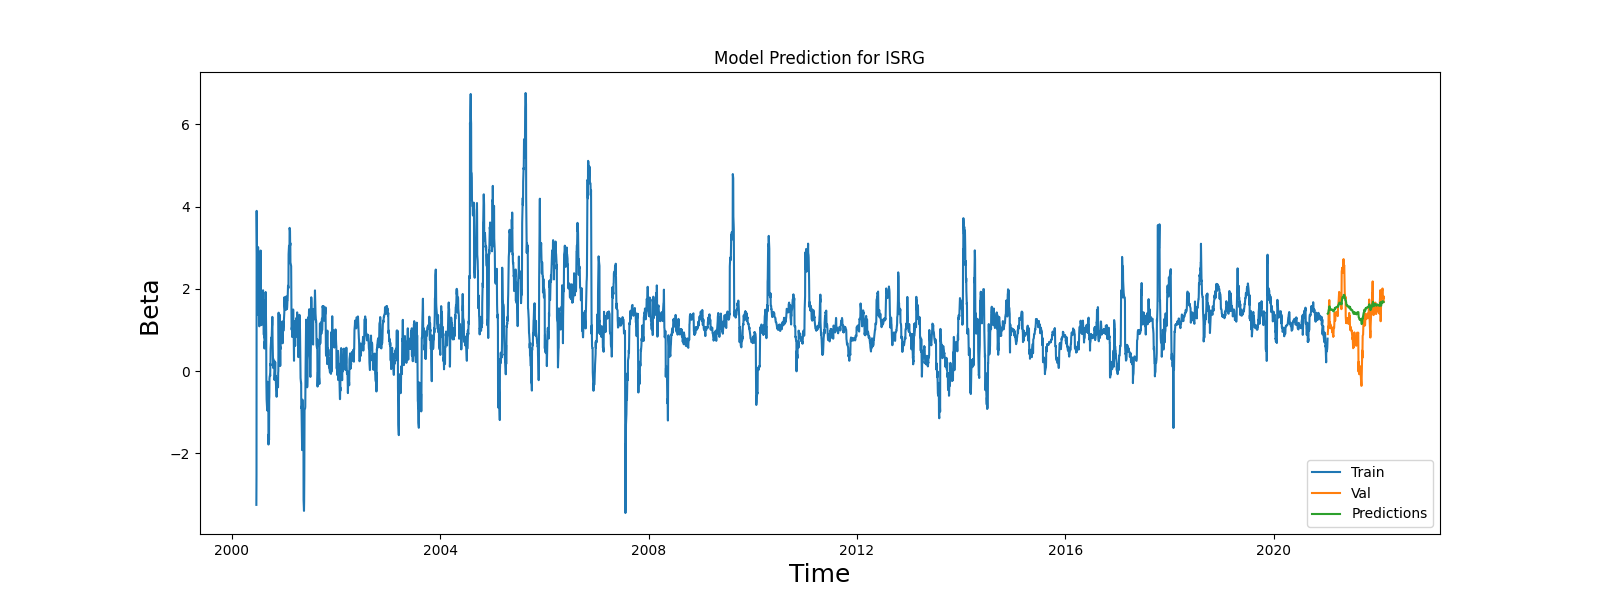 Model Prediction for ISRG
Beta
6
4
2
0
−2
2000
2004
2008
2012
2016
2020
Time
Train
Val
Predictions